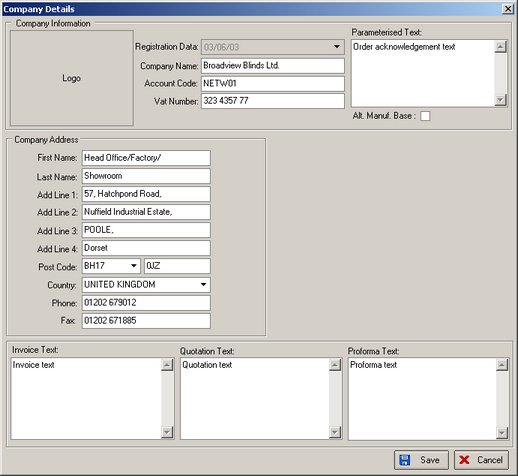 Company Details
Company Information
Logo
Registration Data: 03/06/03
Company Name: Broadview Blinds Ltd.
Account Code: NETW01
Vat Number: 323 4357 77
Parameterised Text:
Order acknowledgement text
Alt. Manuf. Base :
Company Address
First Name: Head Office/Factory/
Last Name: Showroom
Add Line 1: 57, Hatchpond Road,
Add Line 2: Nuffield Industrial Estate,
Add Line 3: POOLE,
Add Line 4: Dorset
Post Code: BH17 0JZ
Country: UNITED KINGDOM
Phone: 01202 679012
Fax: 01202 671885
Invoice Text:
Invoice text
Quotation Text:
Quotation text
Proforma Text:
Proforma text
Save
Cancel